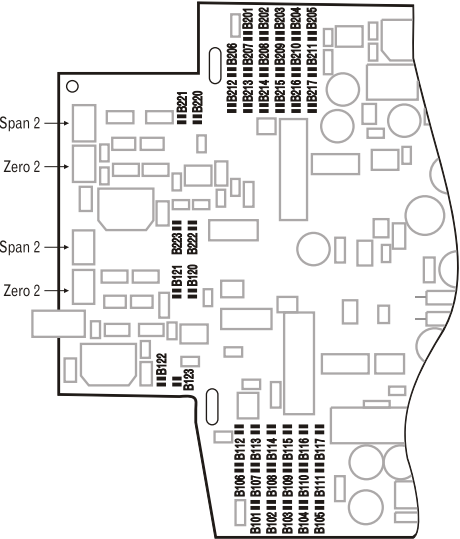 B201 B202 B203 B204 B205
B206 B207 B208 B209 B210 B211
B212 B213 B214 B215 B216 B217
B221 B220
Span 2
Zero 2
B223 B222
Span 2
B121 B120
Zero 2
B122
B123
B112 B113 B114 B115 B116 B117
B106 B107 B108 B109 B110 B111
B101 B102 B103 B104 B105